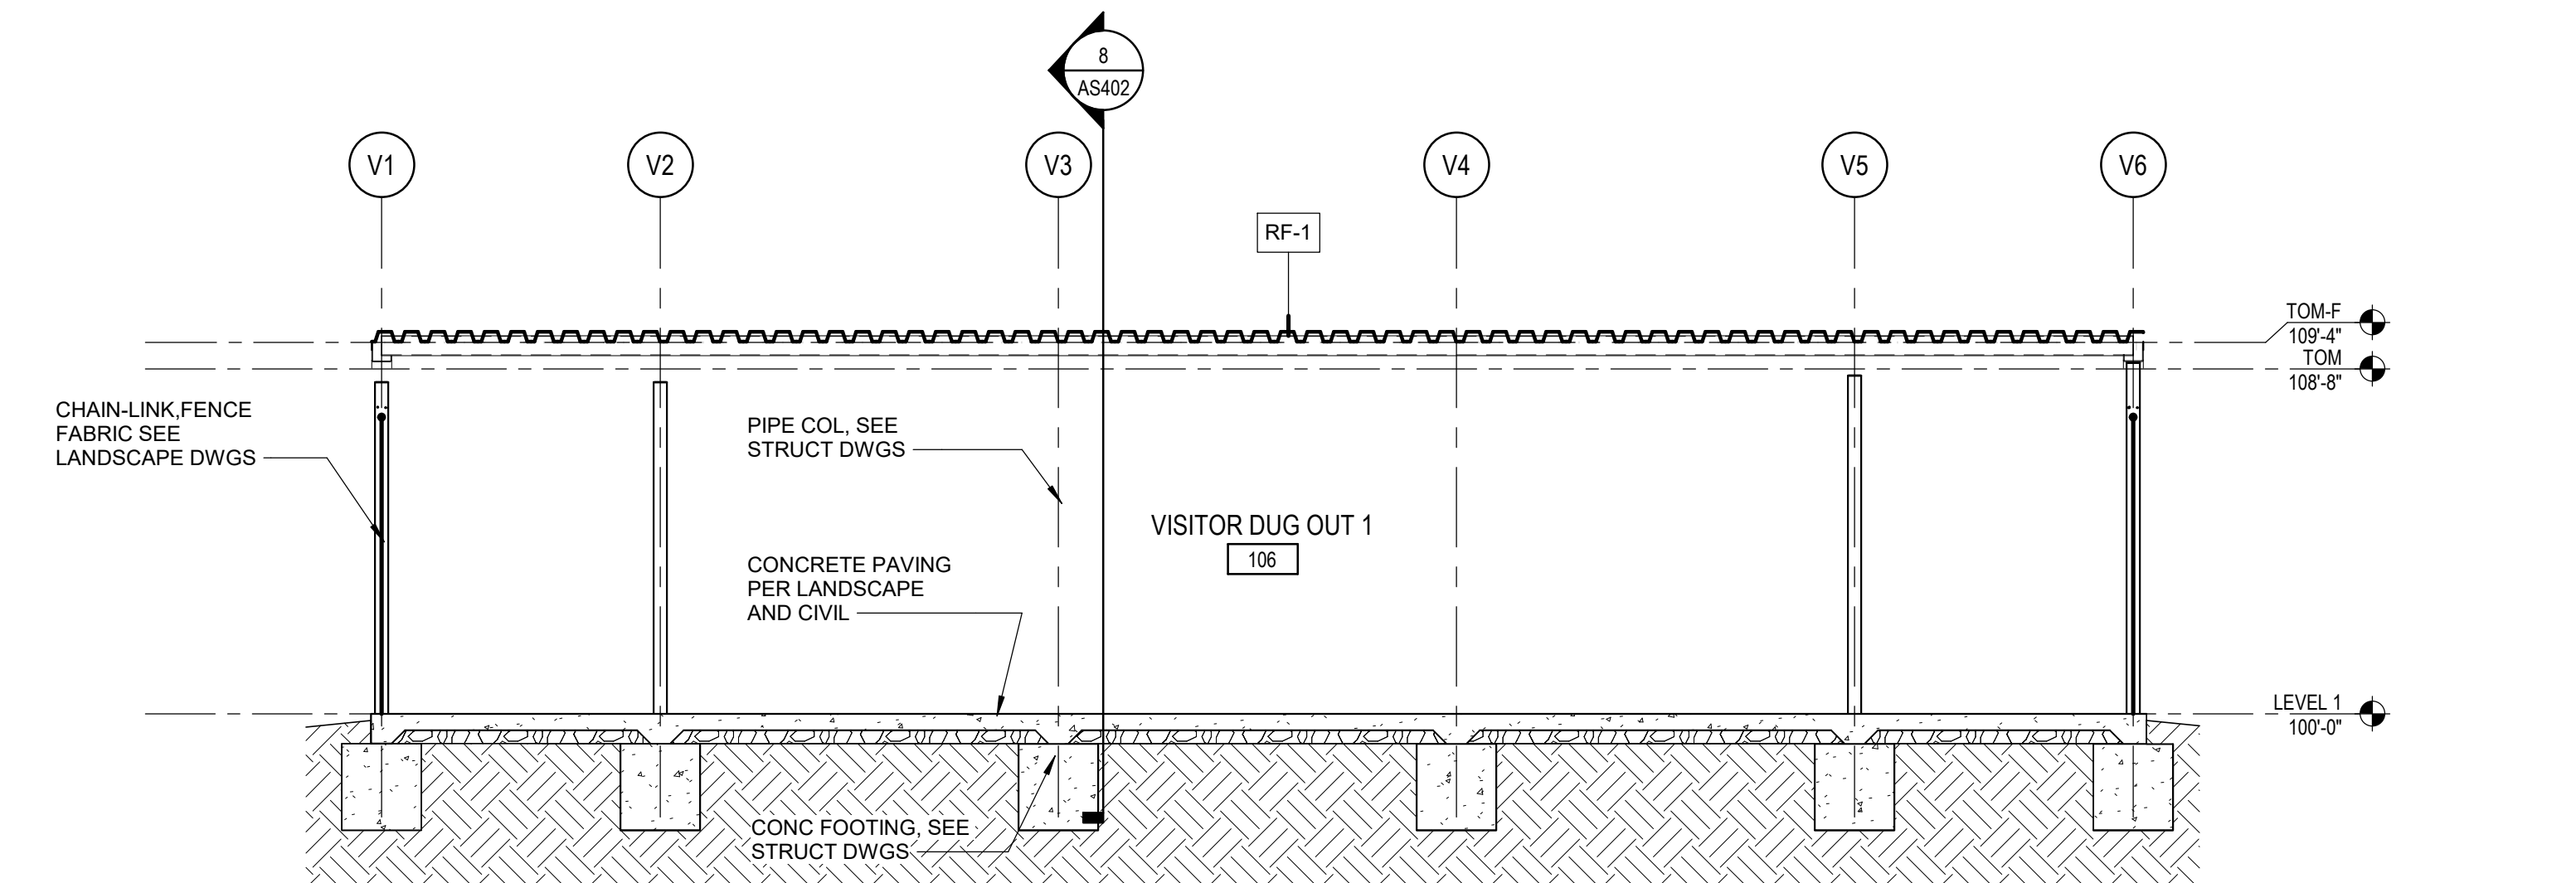 8
AS402
V1
V2
V3
V4
V5
V6
RF-1
TOM-F
109'-4"
TOM
108'-8"
CHAIN-LINK,FENCE
FABRIC SEE
LANDSCAPE DWGS
PIPE COL, SEE
STRUCT DWGS
VISITOR DUG OUT 1
106
CONCRETE PAVING
PER LANDSCAPE
AND CIVIL
LEVEL 1
100'-0"
CONC FOOTING, SEE
STRUCT DWGS